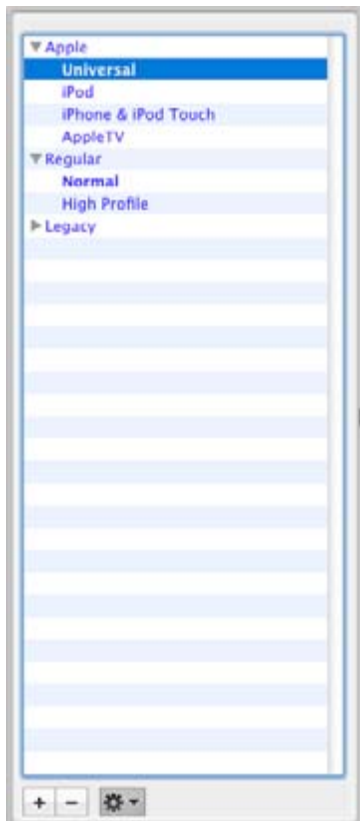 Apple
Universal
iPod
iPhone & iPod Touch
AppleTV
Regular
Normal
High Profile
Legacy